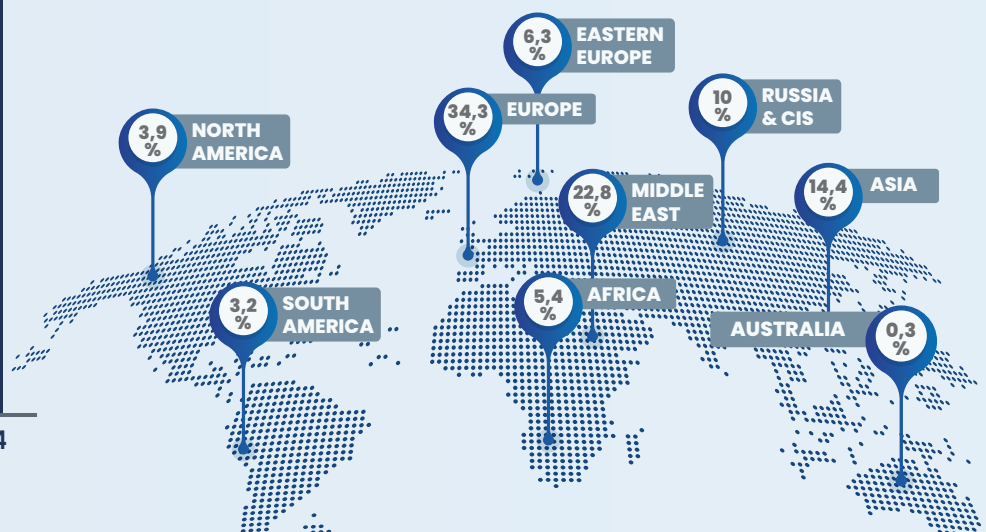 6,3
%
EASTERN
EUROPE
34,3
%
EUROPE
10
%
RUSSIA
& CIS
3,9
%
NORTH
AMERICA
22,8
%
MIDDLE
EAST
14,4
%
ASIA
3,2
%
SOUTH
AMERICA
5,4
%
AFRICA
AUSTRALIA
0,3
%
4